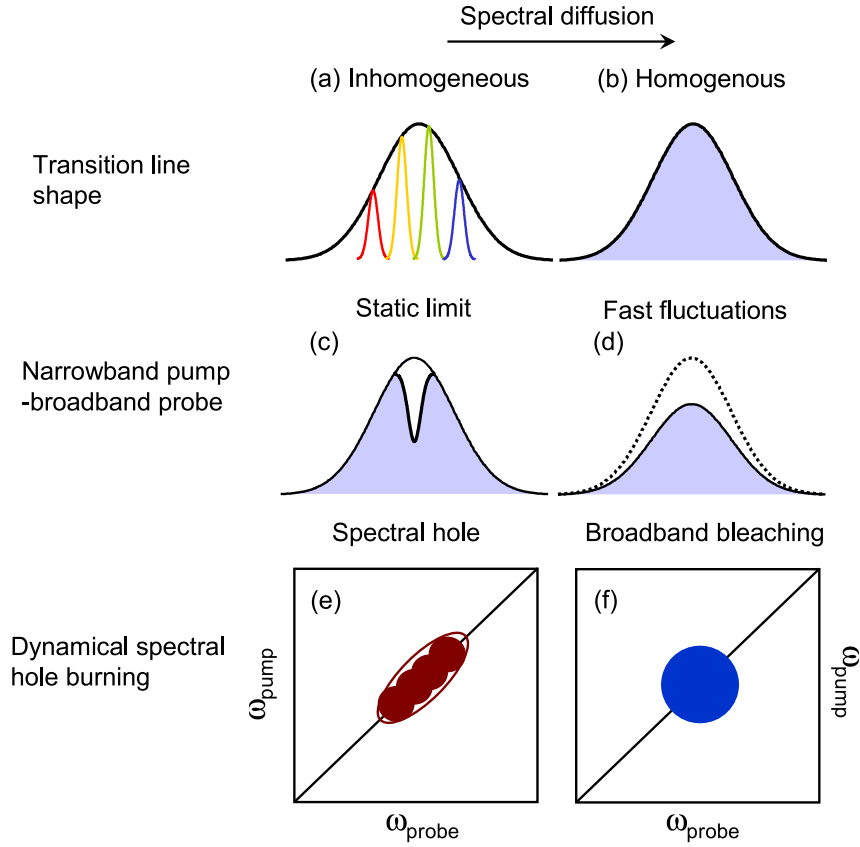 Spectral diffusion
(a) Inhomogeneous
(b) Homogenous
Transition line
shape
Static limit
Fast fluctuations
(c)
(d)
Narrowband pump
-broadband probe
Spectral hole
Broadband bleaching
(e)
(f)
Dynamical spectral
hole burning
ωpump
ωpump
ωprobe
ωprobe